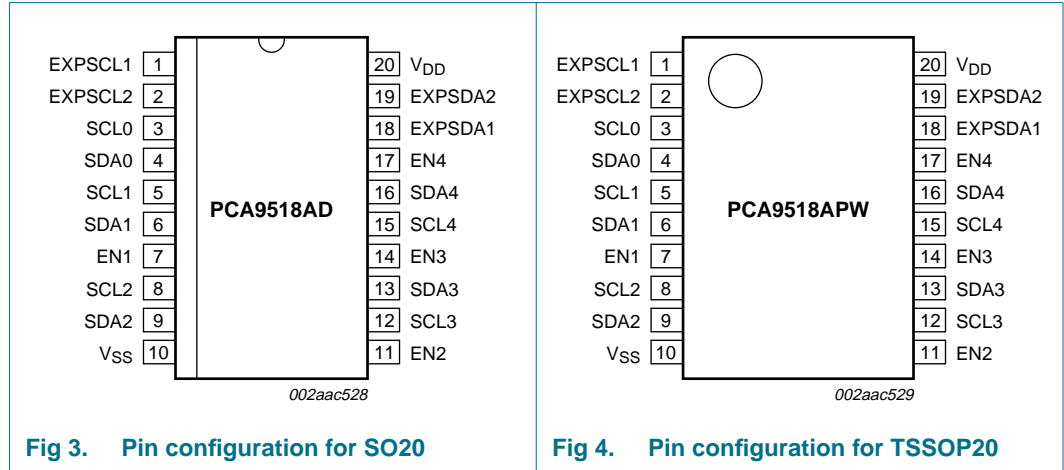 EXPSCL1 1 20 VDD
EXPSCL2 2 19 EXPSDA2
SCL0 3 18 EXPSDA1
SDA0 4 17 EN4
SCL1 5 16 SDA4
PCA9518AD
SDA1 6 15 SCL4
EN1 7 14 EN3
SCL2 8 13 SDA3
SDA2 9 12 SCL3
VSS 10 11 EN2
002aac528
Fig 3. Pin configuration for SO20
EXPSCL1 1 20 VDD
EXPSCL2 2 19 EXPSDA2
SCL0 3 18 EXPSDA1
SDA0 4 17 EN4
SCL1 5 16 SDA4
PCA9518APW
SDA1 6 15 SCL4
EN1 7 14 EN3
SCL2 8 13 SDA3
SDA2 9 12 SCL3
VSS 10 11 EN2
002aac529
Fig 4. Pin configuration for TSSOP20